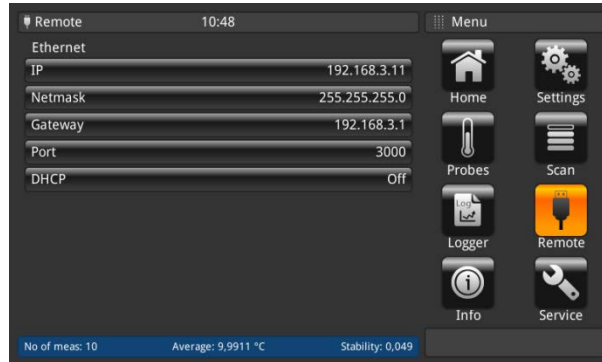 Remote 10:48
Ethernet
IP 192.168.3.11
Netmask 255.255.255.0
Gateway 192.168.3.1
Port 3000
DHCP Off
No of meas: 10 Average: 9,9911 °C Stability: 0,049
Menu
Home Settings
Probes Scan
Log
Logger Remote
Info Service